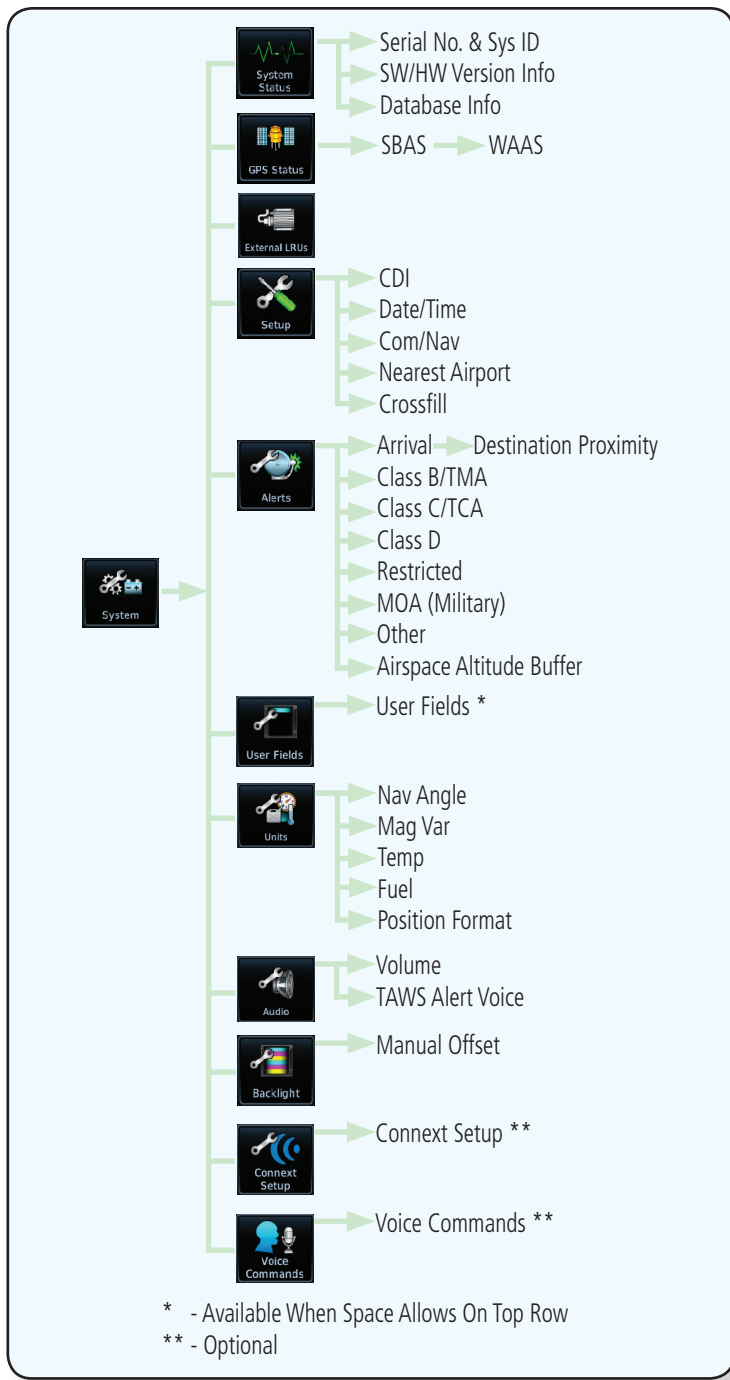 System
System
Status
Serial No. & Sys ID
SW/HW Version Info
Database Info
GPS Status
SBAS WAAS
External LRUs
Setup
CDI
Date/Time
Com/Nav
Nearest Airport
Crossfill
Alerts
Arrival Destination Proximity
Class B/TMA
Class C/TCA
Class D
Restricted
MOA (Military)
Other
Airspace Altitude Buffer
User Fields
User Fields *
Units
Nav Angle
Mag Var
Temp
Fuel
Position Format
Audio
Volume
TAWS Alert Voice
Backlight
Manual Offset
Connext
Setup
Connext Setup **
Voice
Commands
Voice Commands **
* - Available When Space Allows On Top Row
** - Optional